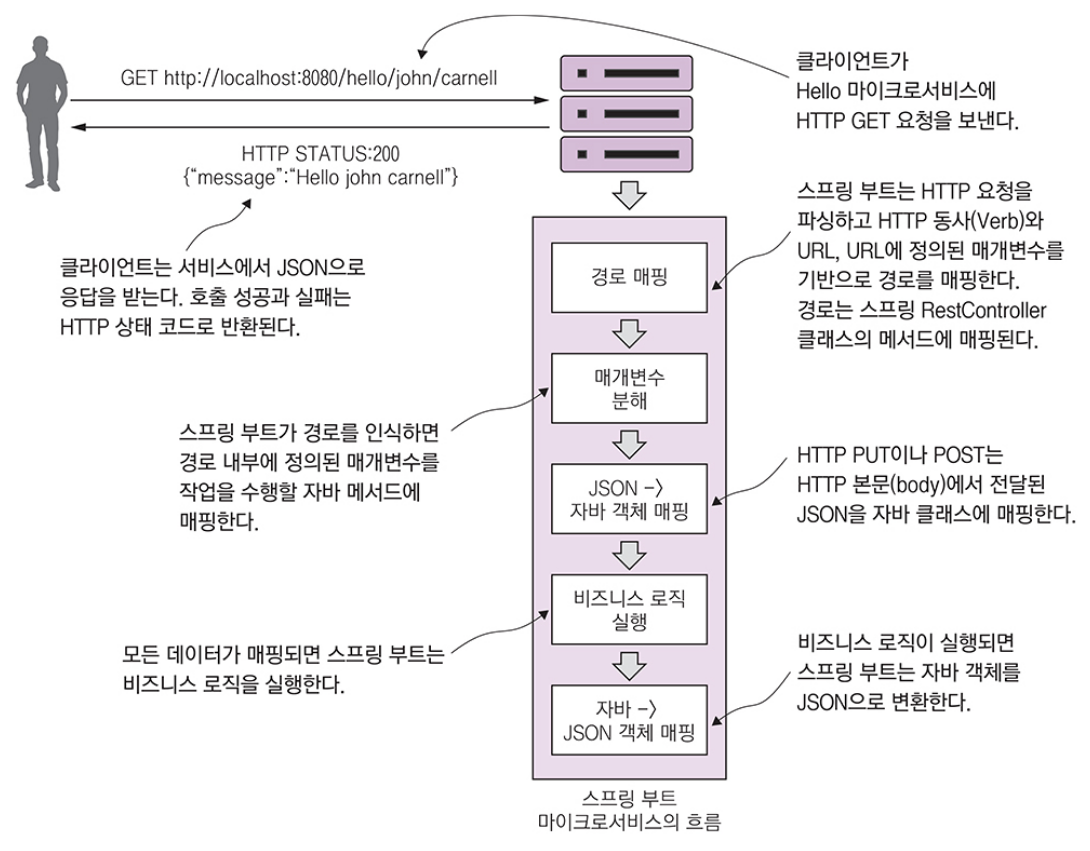 GET http://localhost:8080/hello/john/carnell
클라이언트가
Hello 마이크로서비스에
HTTP GET 요청을 보낸다.
HTTP STATUS:200
{“message”:“Hello john carnell”}
클라이언트는 서비스에서 JSON으로
응답을 받는다. 호출 성공과 실패는
HTTP 상태 코드로 반환된다.
스프링 부트는 HTTP 요청을
파싱하고 HTTP 동사(Verb)와
URL, URL에 정의된 매개변수를
기반으로 경로를 매핑한다.
경로는 스프링 RestController
클래스의 메서드에 매핑된다.
경로 매핑
매개변수
분해
스프링 부트가 경로를 인식하면
경로 내부에 정의된 매개변수를
작업을 수행할 자바 메서드에
매핑한다.
JSON -〉
자바 객체 매핑
HTTP PUT이나 POST는
HTTP 본문(body)에서 전달된
JSON을 자바 클래스에 매핑한다.
비즈니스 로직
실행
모든 데이터가 매핑되면 스프링 부트는
비즈니스 로직을 실행한다.
자바 -〉
JSON 객체 매핑
비즈니스 로직이 실행되면
스프링 부트는 자바 객체를
JSON으로 변환한다.
스프링 부트
마이크로서비스의 흐름